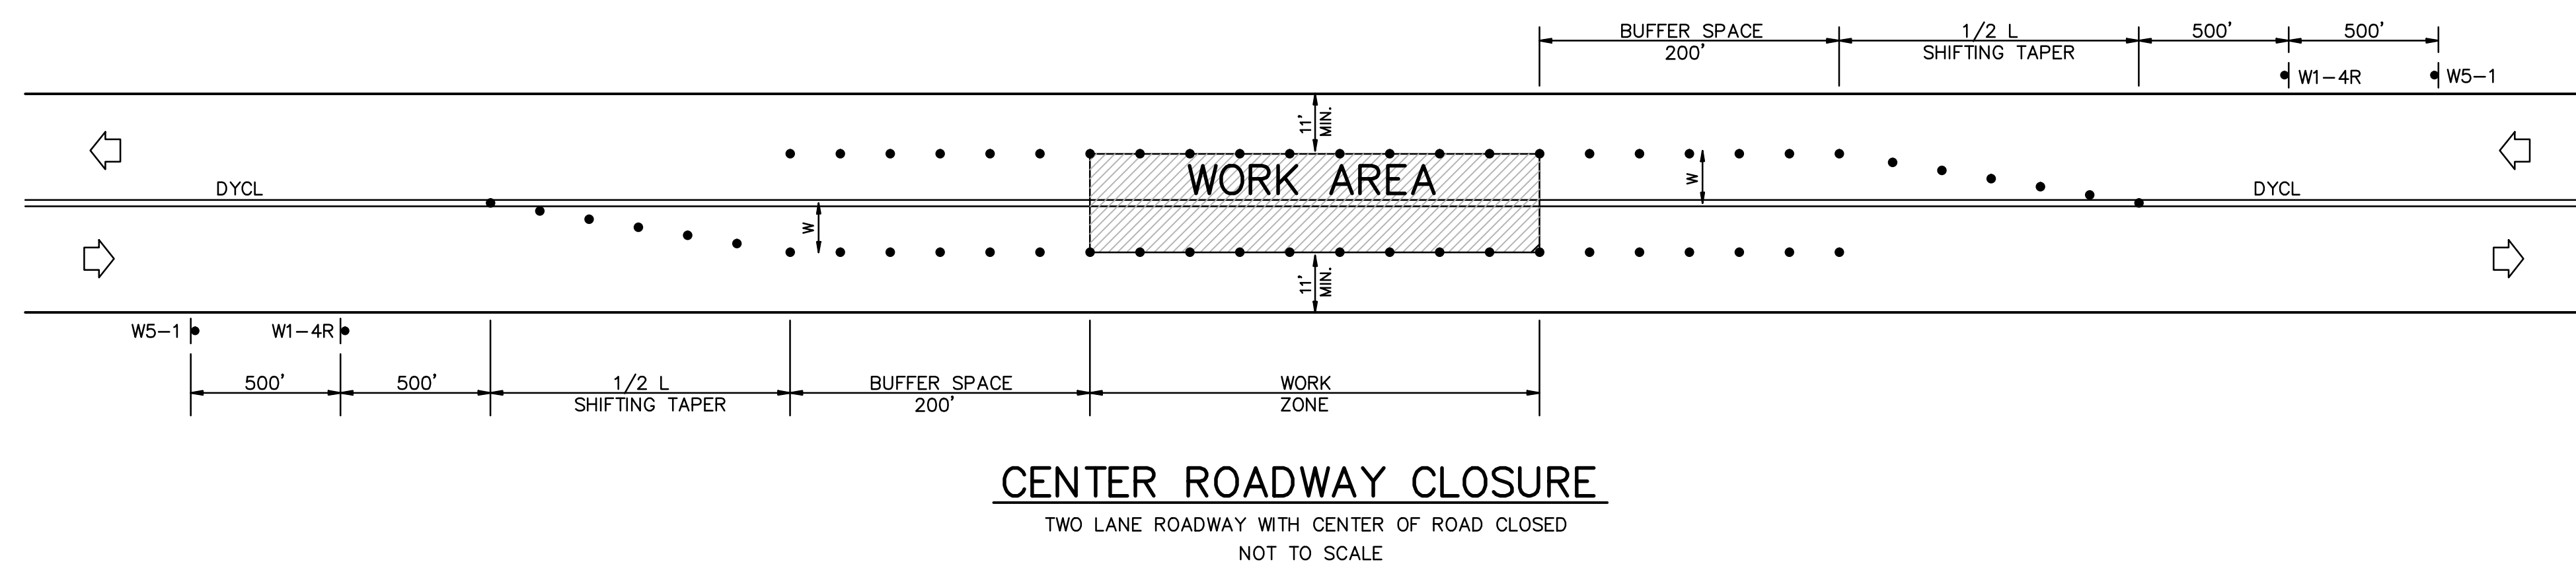 BUFFER SPACE
200'
1/2 L
SHIFTING TAPER
500'
500'
W1-4R
W5-1
11'
MIN.
WORK AREA
W
DYCL
DYCL
W
11'
MIN.
W5-1
W1-4R
500'
500'
1/2 L
SHIFTING TAPER
BUFFER SPACE
200'
WORK
ZONE
CENTER ROADWAY CLOSURE
TWO LANE ROADWAY WITH CENTER OF ROAD CLOSED
NOT TO SCALE